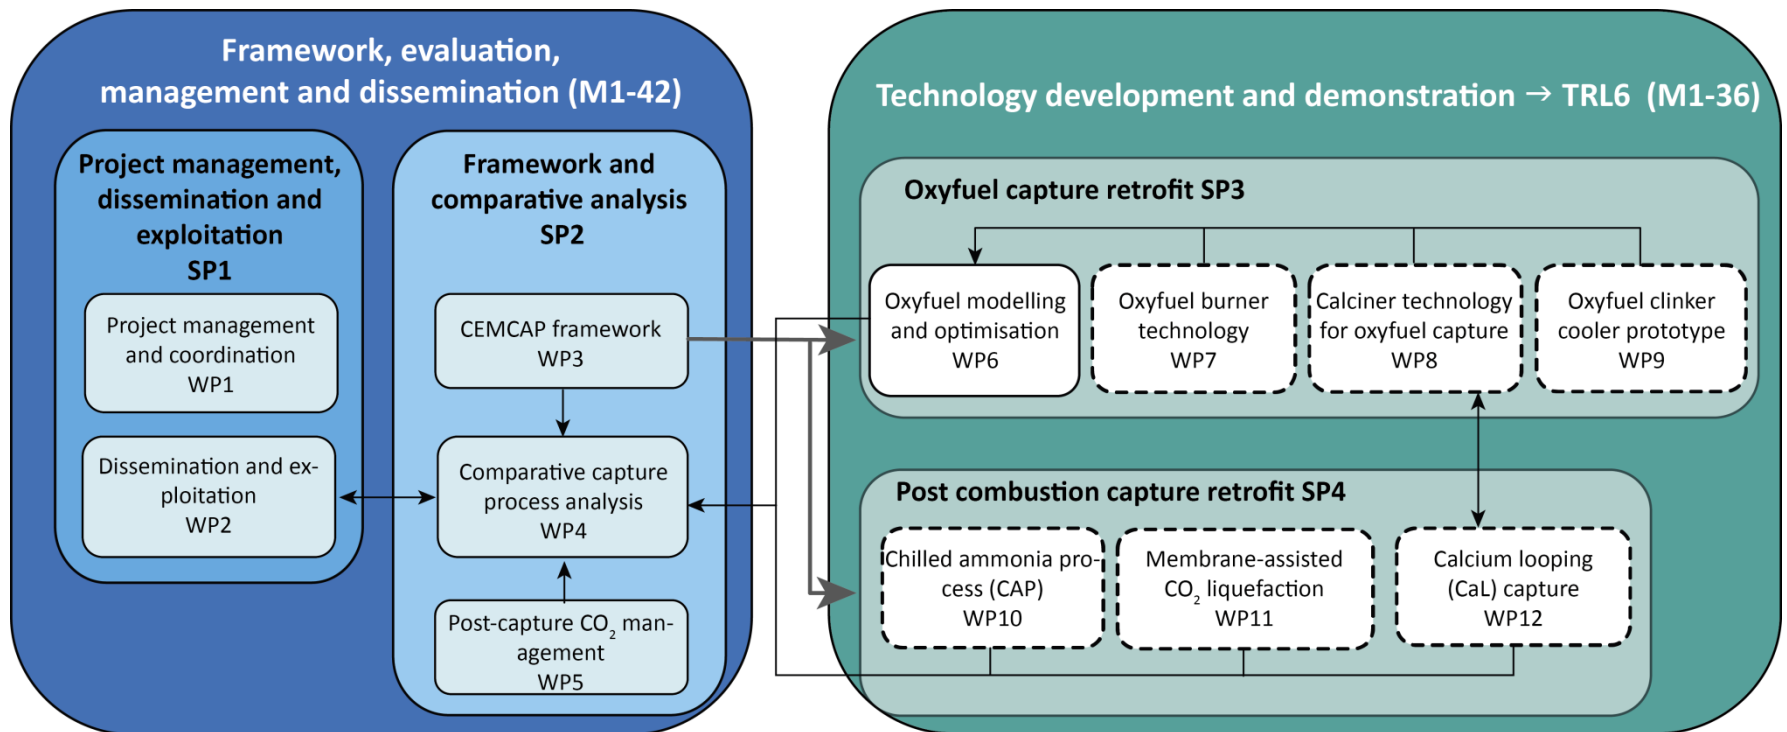 Framework, evaluation,
management and dissemination (M1-42)
Project management,
dissemination and
exploitation
SP1
Project management
and coordination
WP1
Dissemination and ex-
ploitation
WP2
Framework and
comparative analysis
SP2
CEMCAP framework
WP3
Comparative capture
process analysis
WP4
Post-capture CO₂ man-
agement
WP5
Technology development and demonstration → TRL6 (M1-36)
Oxyfuel capture retrofit SP3
Oxyfuel modelling
and optimisation
WP6
Oxyfuel burner
technology
WP7
Calciner technology
for oxyfuel capture
WP8
Oxyfuel clinker
cooler prototype
WP9
Post combustion capture retrofit SP4
Chilled ammonia pro-
cess (CAP)
WP10
Membrane-assisted
CO₂ liquefaction
WP11
Calcium looping
(CaL) capture
WP12